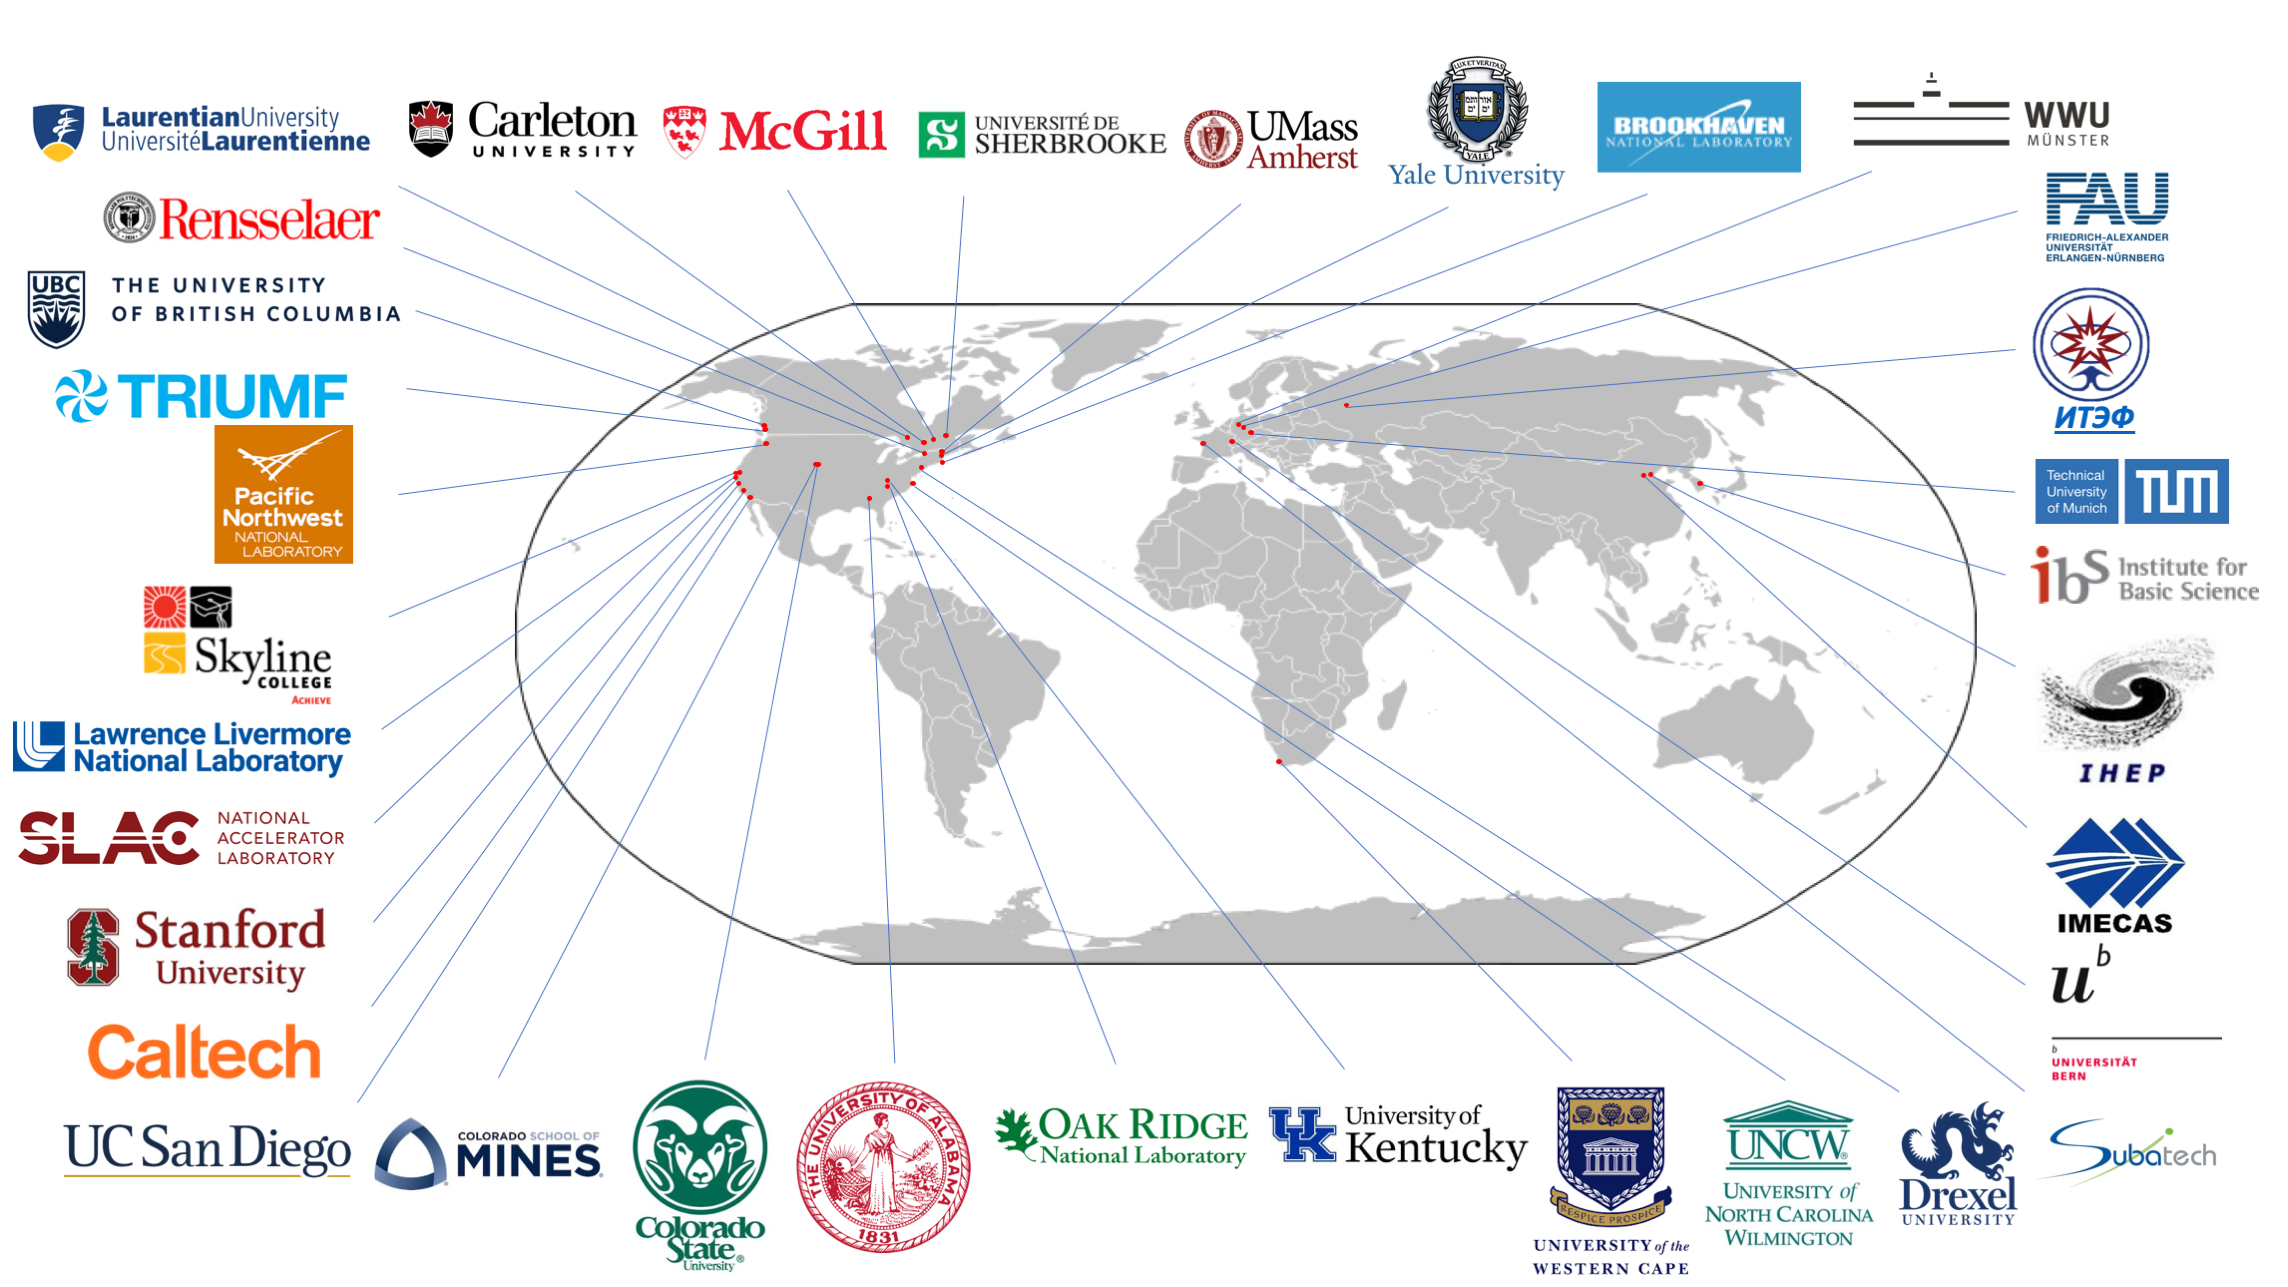 LaurentianUniversity
UniversitéLaurentienne
Carleton
UNIVERSITY
McGill
UNIVERSITÉ DE
SHERBROOKE
UMass
Amherst
LUX ET VERITAS
YALE
Yale University
BROOKHAVEN
NATIONAL LABORATORY
WWU
MÜNSTER
Rensselaer
FAU
FRIEDRICH-ALEXANDER
UNIVERSITÄT
ERLANGEN-NÜRNBERG
UBC
THE UNIVERSITY
OF BRITISH COLUMBIA
ИТЭФ
TRIUMF
Pacific
Northwest
NATIONAL
LABORATORY
Technical
University
of Munich
TUM
ibs
Institute for
Basic Science
Skyline
COLLEGE
ACHIEVE
IHEP
Lawrence Livermore
National Laboratory
SLAC
NATIONAL
ACCELERATOR
LABORATORY
IMECAS
Stanford
University
u
b
b
UNIVERSITÄT
BERN
Caltech
UC San Diego
COLORADO SCHOOL OF
MINES
Colorado
State
University
THE UNIVERSITY OF ALABAMA
1831
OAK RIDGE
National Laboratory
UK
University of
Kentucky
RESPICE PROSPICE
UNIVERSITY of the
WESTERN CAPE
UNCW
UNIVERSITY of
NORTH CAROLINA
WILMINGTON
Drexel
UNIVERSITY
Subatech